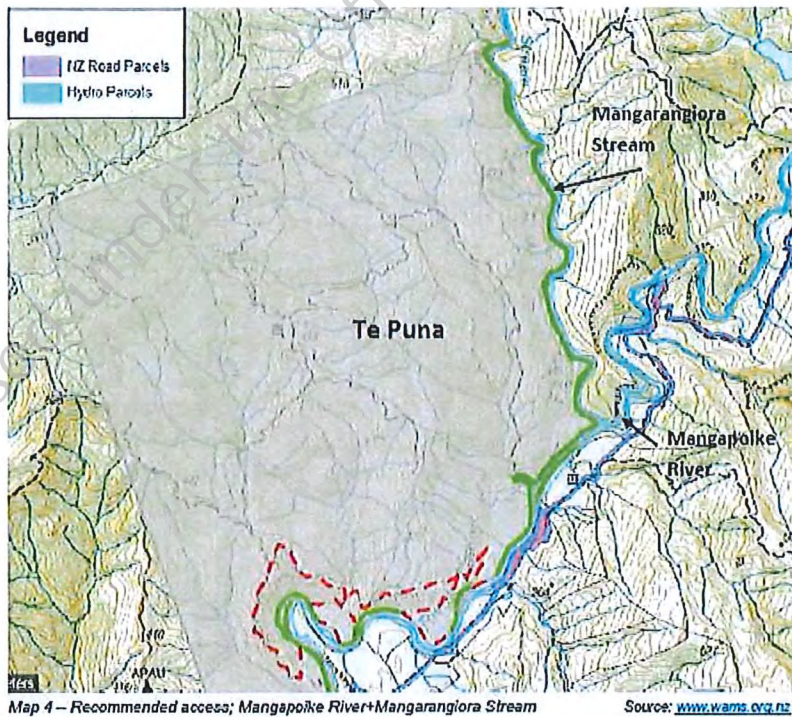 Legend
NZ Road Parcels
Hydro Parcels
Mangarangiora
Stream
Te Puna
Mangapoike
River
Map 4 – Recommended access; Mangapoike River+Mangarangiora Stream
Source: www.wams.org.nz